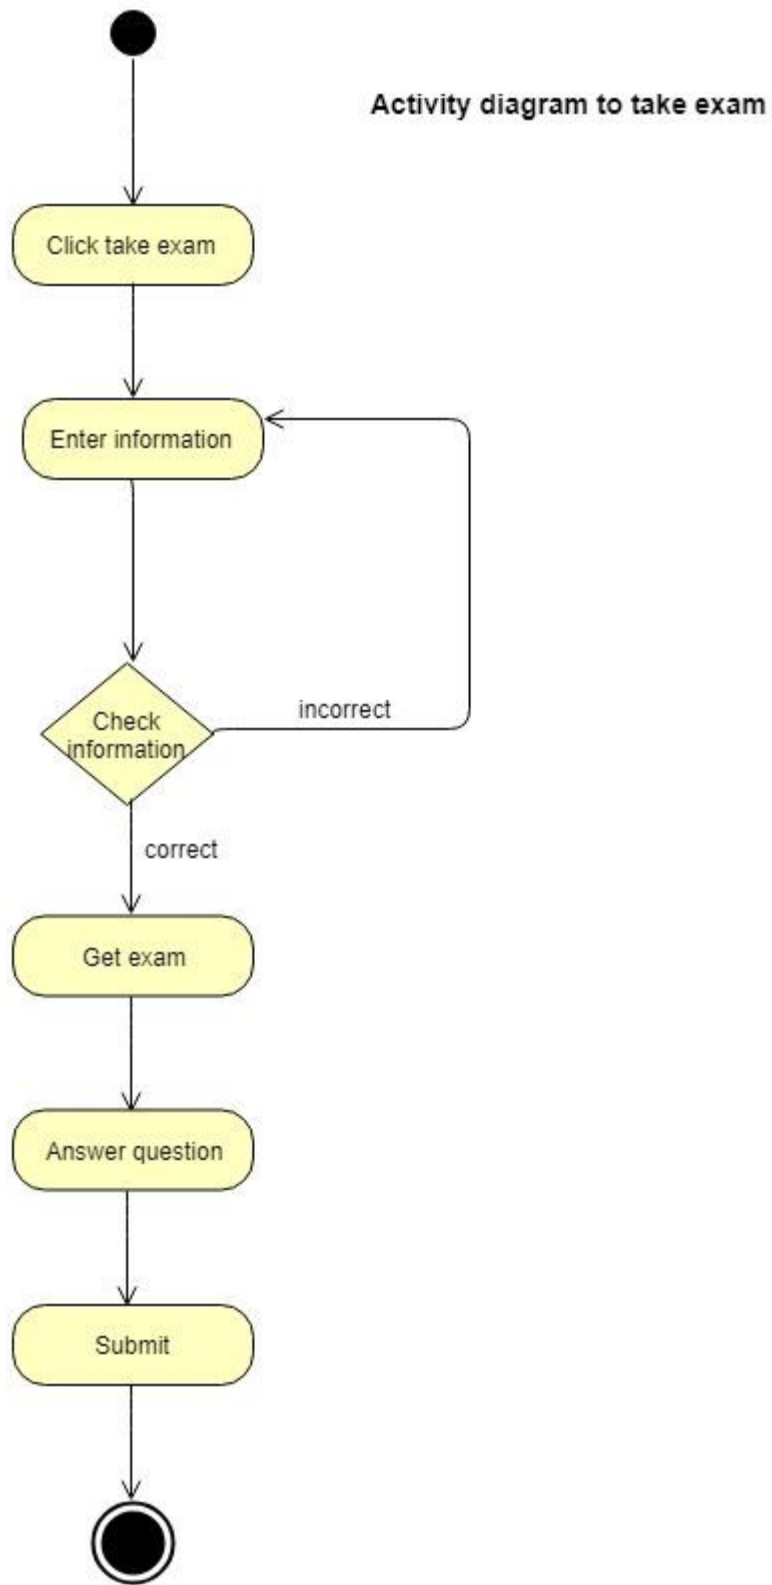 Activity diagram to take exam
Click take exam
Enter information
Check
information
incorrect
correct
Get exam
Answer question
Submit